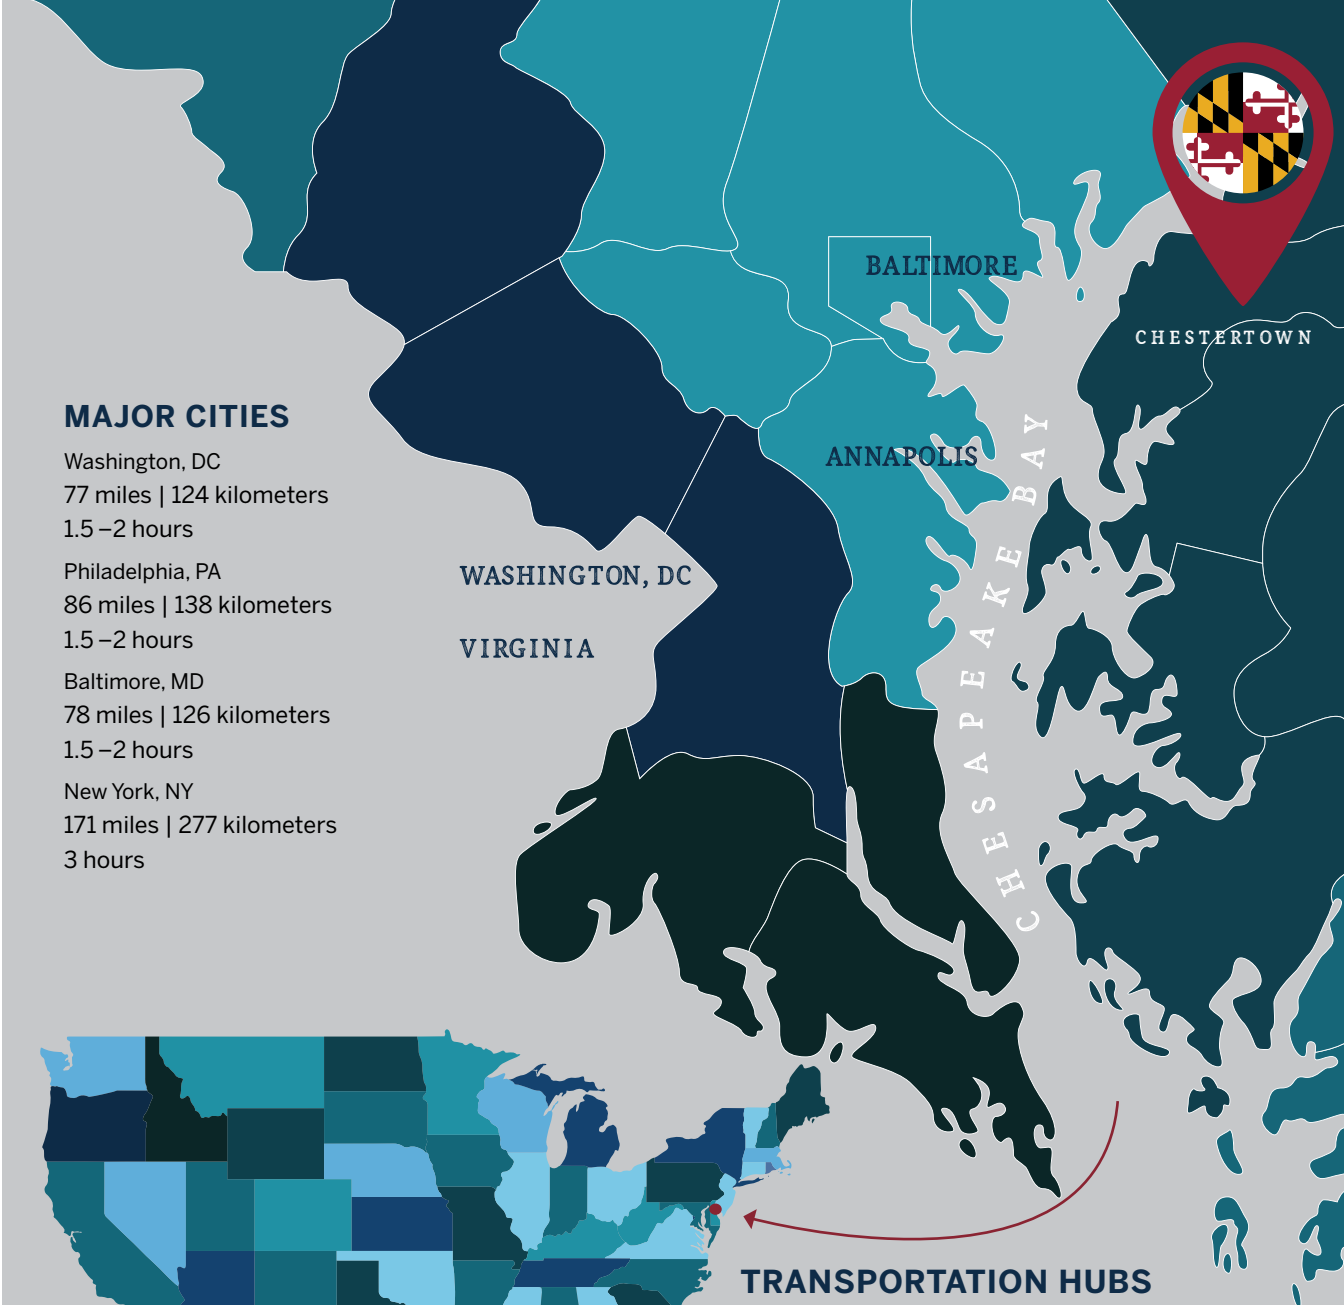 BALTIMORE
CHESTERTOWN
MAJOR CITIES
Washington, DC
77 miles | 124 kilometers
1.5 – 2 hours
Philadelphia, PA
86 miles | 138 kilometers
1.5 – 2 hours
Baltimore, MD
78 miles | 126 kilometers
1.5 – 2 hours
New York, NY
171 miles | 277 kilometers
3 hours
ANNAPOLIS
WASHINGTON, DC
VIRGINIA
CHESAPEAKE BAY
TRANSPORTATION HUBS